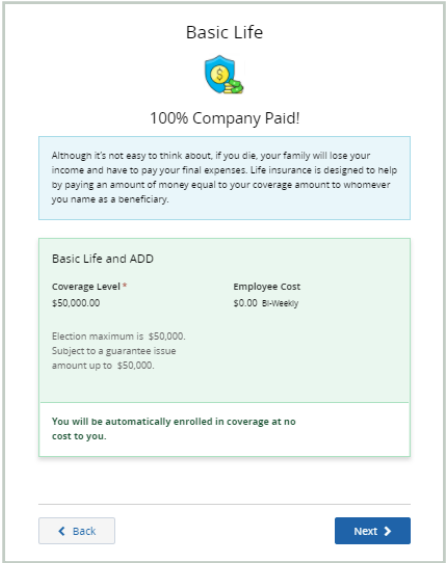 Basic Life
$
100% Company Paid!
Although it's not easy to think about, if you die, your family will lose your
income and have to pay your final expenses. Life insurance is designed to help
by paying an amount of money equal to your coverage amount to whomever
you name as a beneficiary.
Basic Life and ADD
Coverage Level * Employee Cost
$50,000.00 $0.00 Bi-Weekly
Election maximum is $50,000.
Subject to a guarantee issue
amount up to $50,000.
You will be automatically enrolled in coverage at no
cost to you.
Back Next